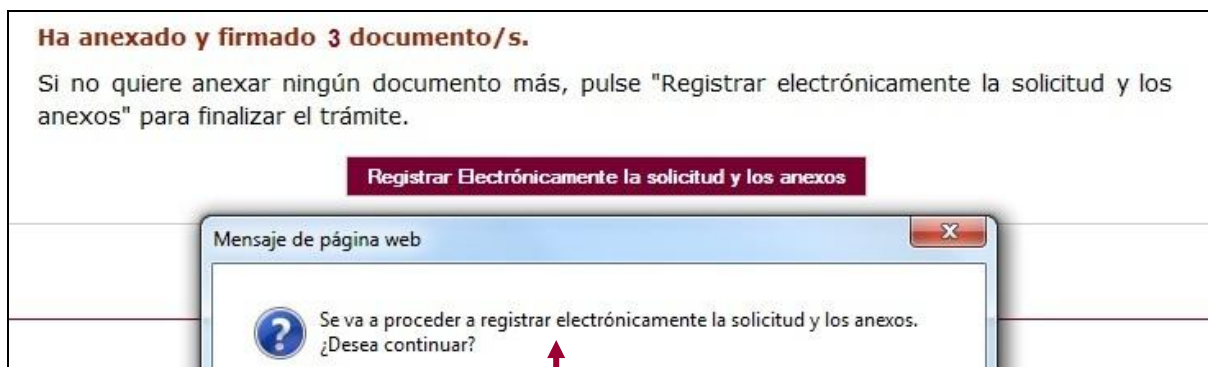 Ha anexado y firmado 3 documento/s.
Si no quiere anexar ningún documento más, pulse "Registrar electrónicamente la solicitud y los
anexos" para finalizar el trámite.
Registrar Electrónicamente la solicitud y los anexos
Mensaje de página web
Se va a proceder a registrar electrónicamente la solicitud y los anexos.
¿Desea continuar?